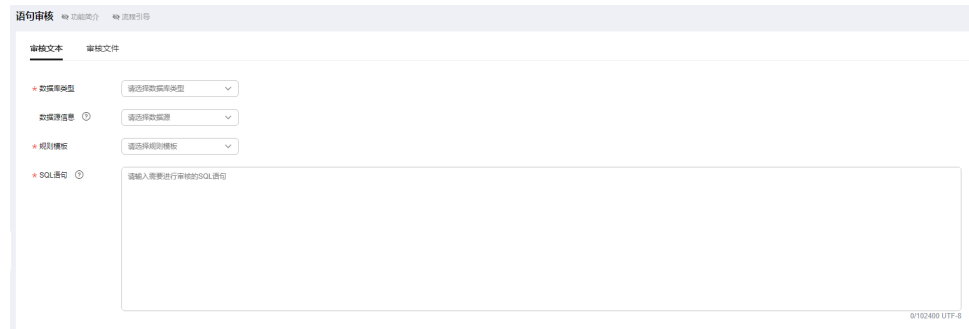 语句审核 功能简介 流程引导
审核文本 审核文件
* 数据库类型 请选择数据库类型
数据源信息 ? 请选择数据源
* 规则模板 请选择规则模板
* SQL语句 ? 请输入需要进行审核的SQL语句
0/102400 UTF-8